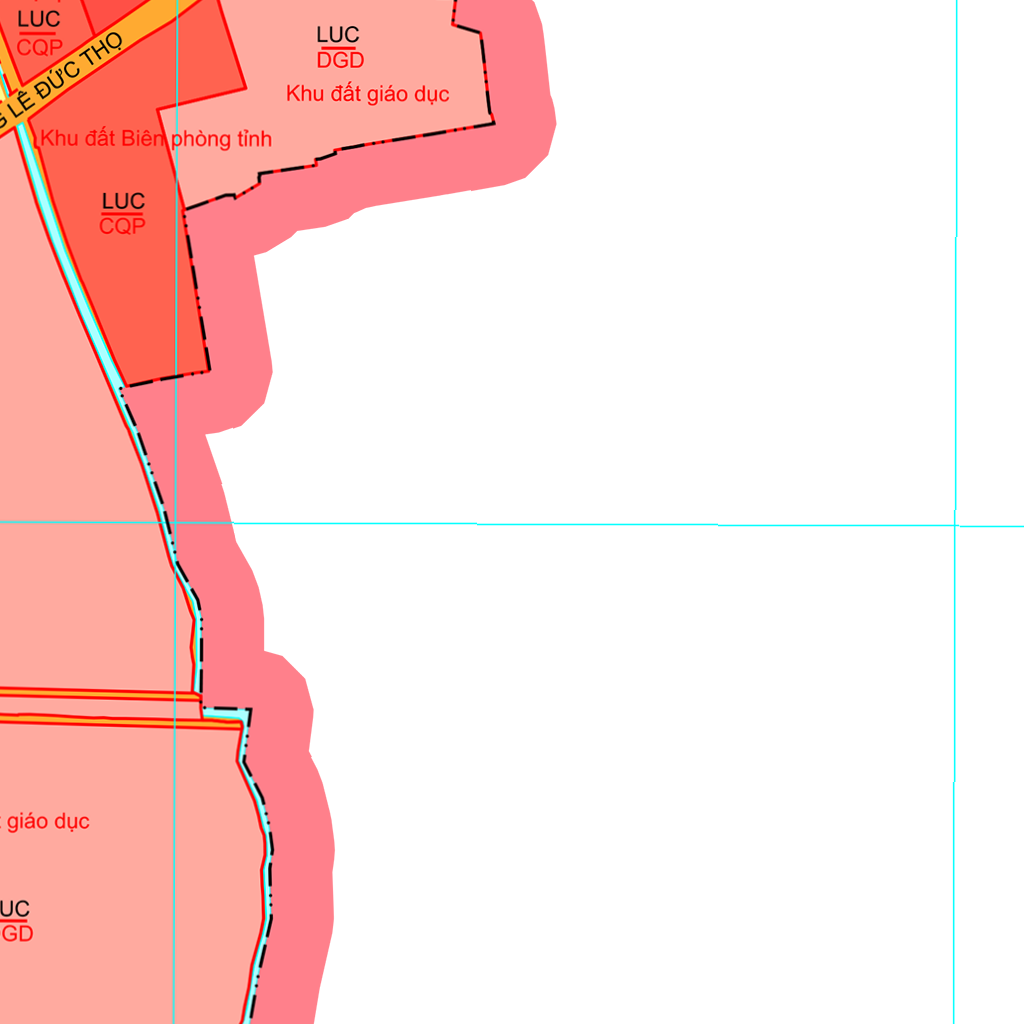 LUC
CQP
LÊ ĐỨC THỌ
LUC
DGD
Khu đất giáo dục
Khu đất Biên phòng tỉnh
LUC
CQP
giáo dục
UC
GD